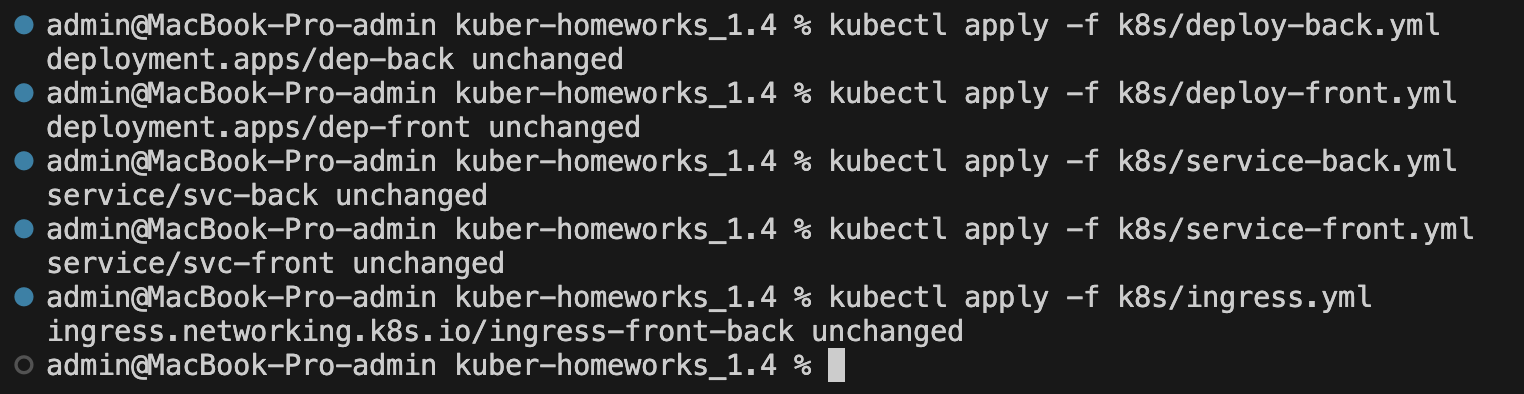 admin@MacBook-Pro-admin kuber-homeworks_1.4 % kubectl apply -f k8s/deploy-back.yml
deployment.apps/dep-back unchanged
admin@MacBook-Pro-admin kuber-homeworks_1.4 % kubectl apply -f k8s/deploy-front.yml
deployment.apps/dep-front unchanged
admin@MacBook-Pro-admin kuber-homeworks_1.4 % kubectl apply -f k8s/service-back.yml
service/svc-back unchanged
admin@MacBook-Pro-admin kuber-homeworks_1.4 % kubectl apply -f k8s/service-front.yml
service/svc-front unchanged
admin@MacBook-Pro-admin kuber-homeworks_1.4 % kubectl apply -f k8s/ingress.yml
ingress.networking.k8s.io/ingress-front-back unchanged
admin@MacBook-Pro-admin kuber-homeworks_1.4 %